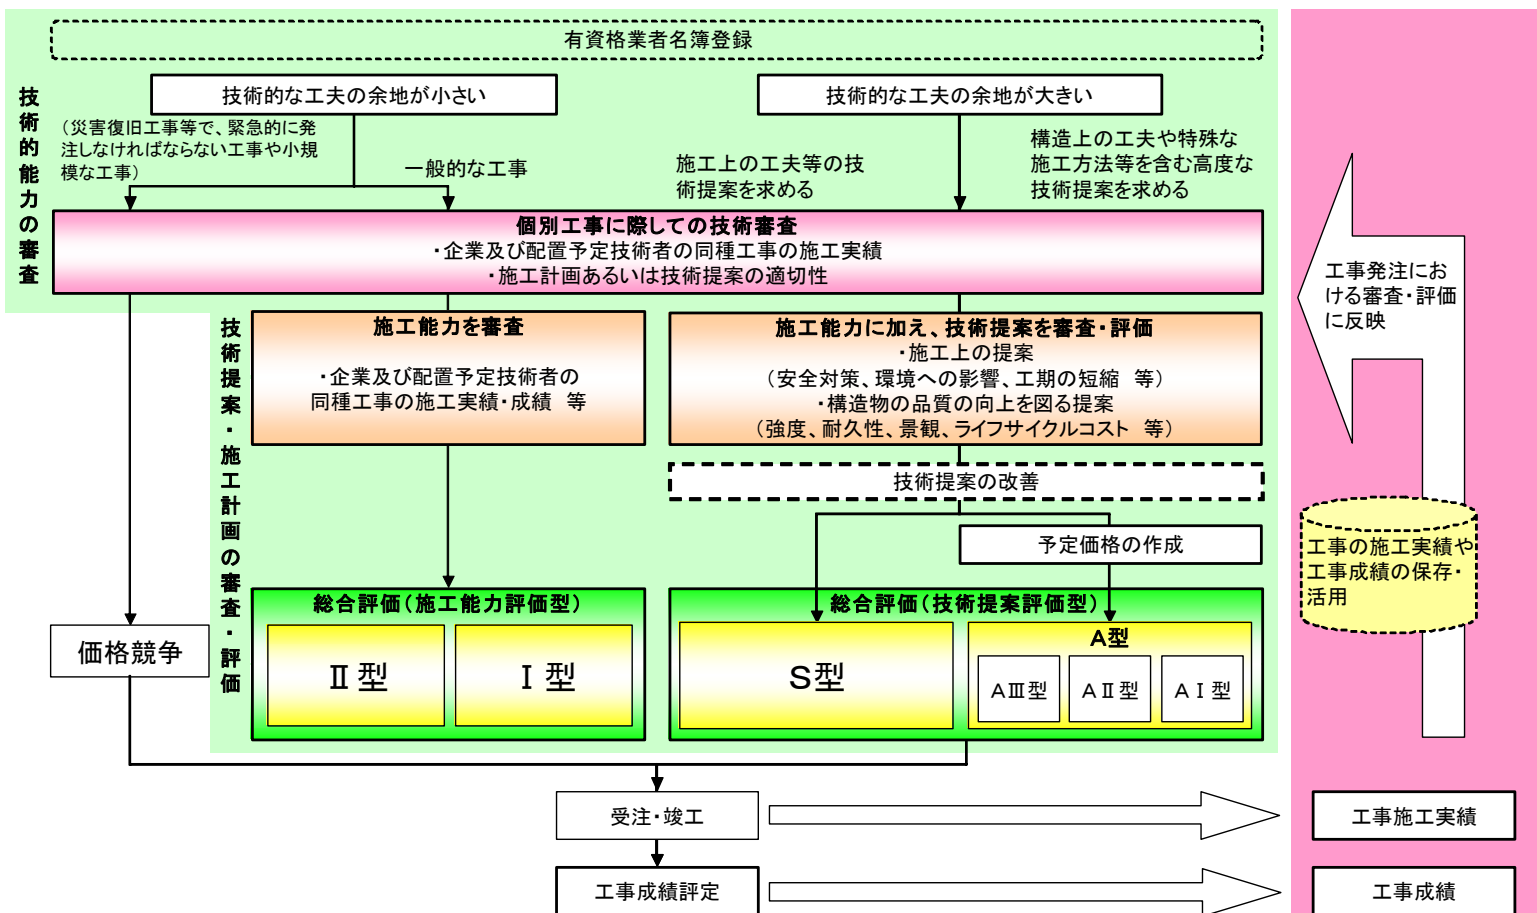 有資格業者名簿登録
技術的能力の審査
技術的な工夫の余地が小さい
技術的な工夫の余地が大きい
（災害復旧工事等で、緊急的に発
注しなければならない工事や小規
模な工事）
一般的な工事
施工上の工夫等の技
術提案を求める
構造上の工夫や特殊な
施工方法等を含む高度な
技術提案を求める
個別工事に際しての技術審査
・企業及び配置予定技術者の同種工事の施工実績
・施工計画あるいは技術提案の適切性
技術提案・施工計画の審査・評価
施工能力を審査
・企業及び配置予定技術者の
同種工事の施工実績・成績　等
施工能力に加え、技術提案を審査・評価
・施工上の提案
（安全対策、環境への影響、工期の短縮　等）
・構造物の品質の向上を図る提案
（強度、耐久性、景観、ライフサイクルコスト　等）
技術提案の改善
予定価格の作成
価格競争
総合評価（施工能力評価型）
Ⅱ型
Ⅰ型
総合評価（技術提案評価型）
S型
A型
AⅢ型
AⅡ型
AⅠ型
受注・竣工
工事成績評定
工事発注にお
ける審査・評価
に反映
工事の施工実績や
工事成績の保存・
活用
工事施工実績
工事成績